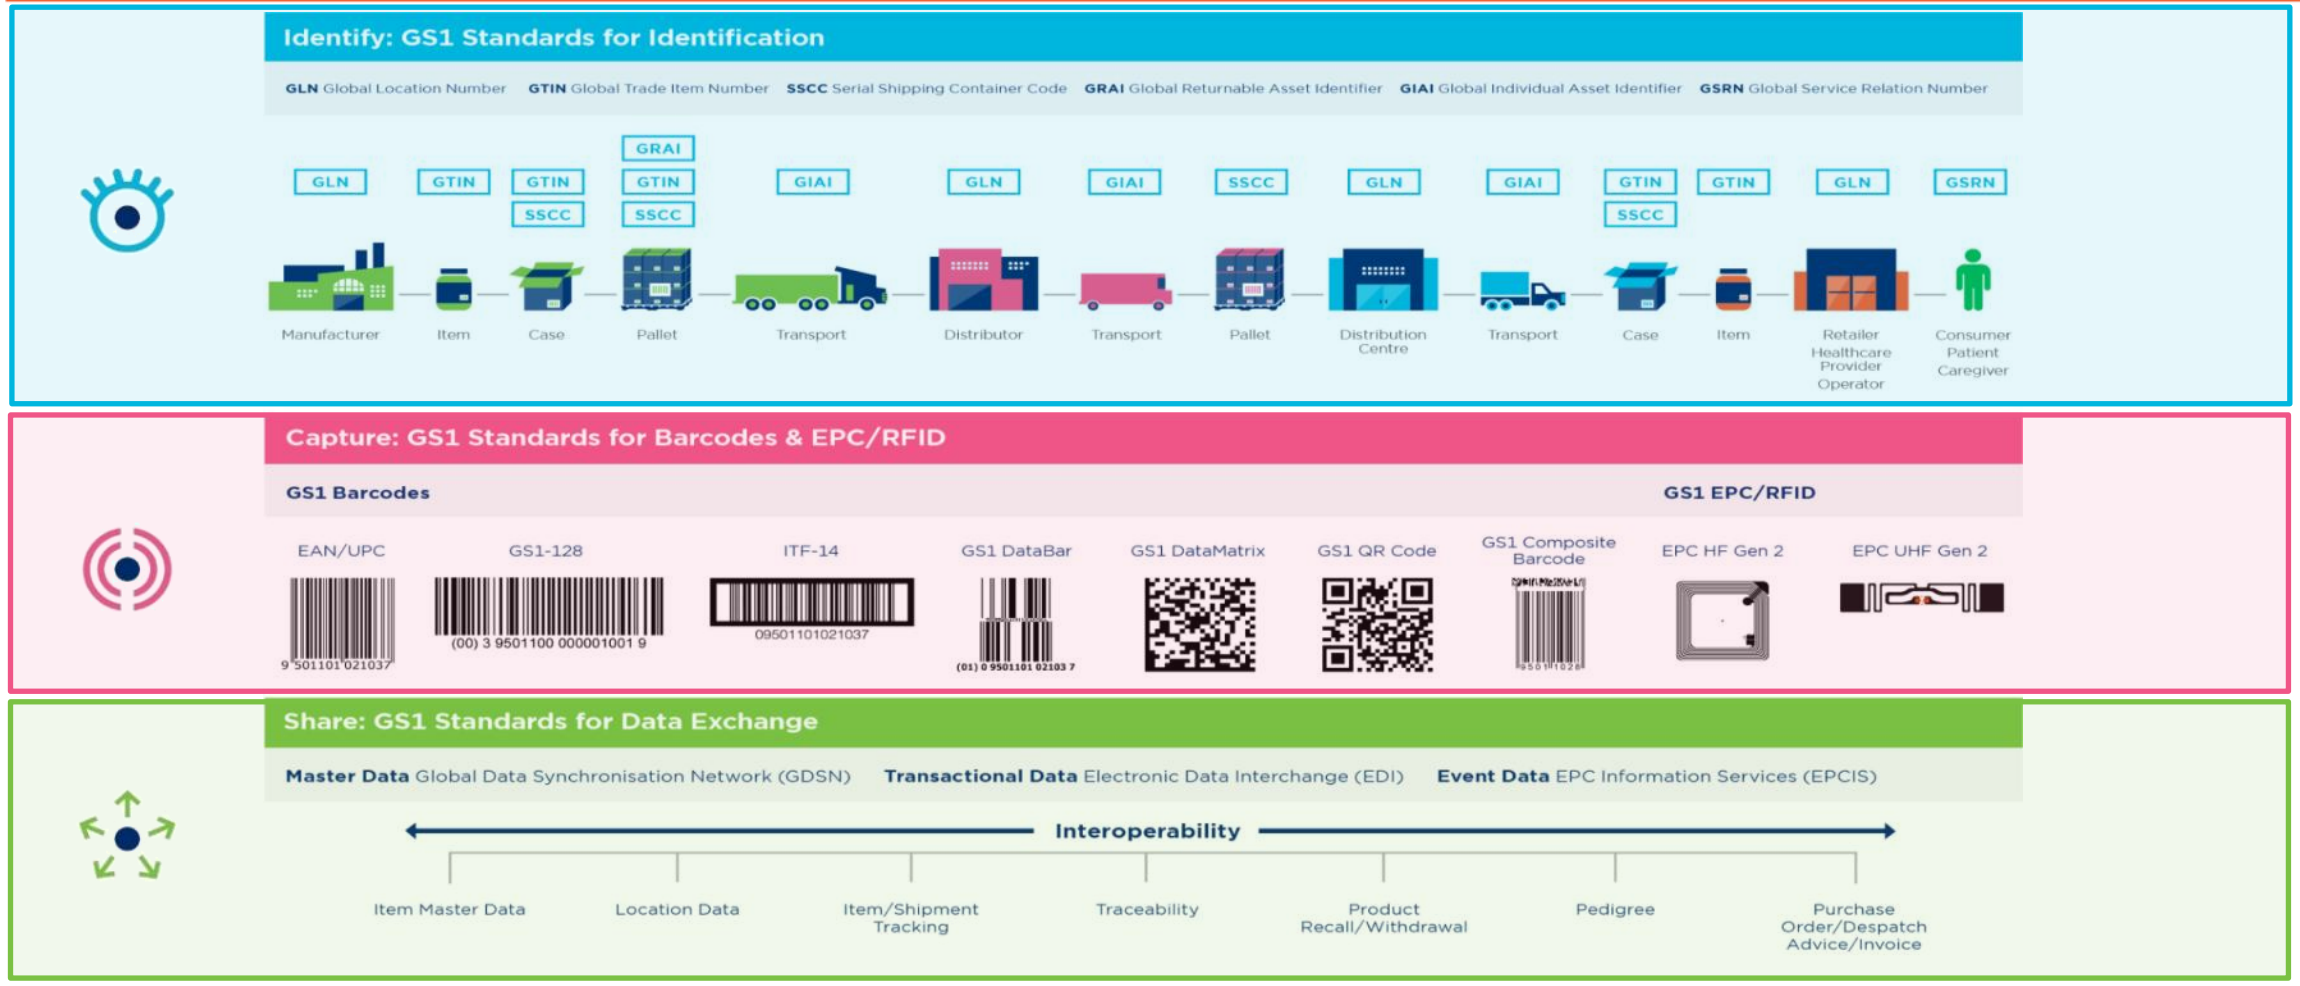 Identify: GS1 Standards for Identification
GLN Global Location Number GTIN Global Trade Item Number SSCC Serial Shipping Container Code GRAI Global Returnable Asset Identifier GIAI Global Individual Asset Identifier GSRN Global Service Relation Number
GRAI
GLN GTIN GTIN GTIN GIAI GLN GIAI SSCC GLN GIAI GTIN GTIN GLN GSRN
SSCC SSCC SSCC
Manufacturer Item Case Pallet Transport Distributor Transport Pallet Distribution Transport Case Item Retailer Consumer
Centre Healthcare Patient
Provider Caregiver
Operator
Capture: GS1 Standards for Barcodes & EPC/RFID
GS1 Barcodes GS1 EPC/RFID
EAN/UPC GS1-128 ITF-14 GS1 DataBar GS1 DataMatrix GS1 QR Code GS1 Composite EPC HF Gen 2 EPC UHF Gen 2
Barcode
09501101021037
(00) 3 9501100 000001001 9
9 501101 021037 (01) 0 9501101 02103 7
Share: GS1 Standards for Data Exchange
Master Data Global Data Synchronisation Network (GDSN) Transactional Data Electronic Data Interchange (EDI) Event Data EPC Information Services (EPCIS)
Interoperability
Item Master Data Location Data Item/Shipment Traceability Product Pedigree Purchase
Tracking Recall/Withdrawal Order/Despatch
Advice/Invoice